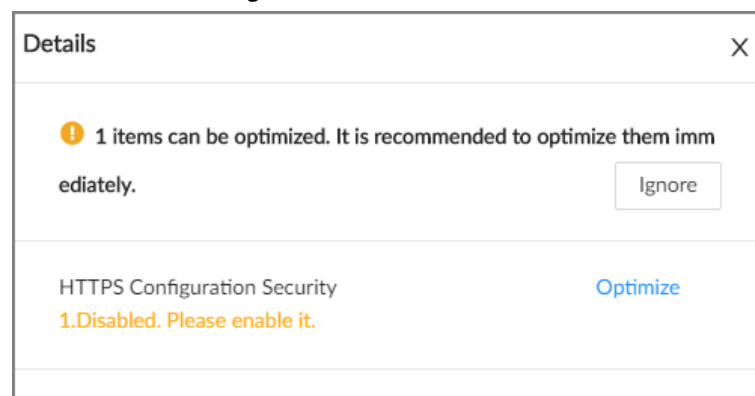 Details X
1 items can be optimized. It is recommended to optimize them imm
ediately. Ignore
HTTPS Configuration Security Optimize
1.Disabled. Please enable it.